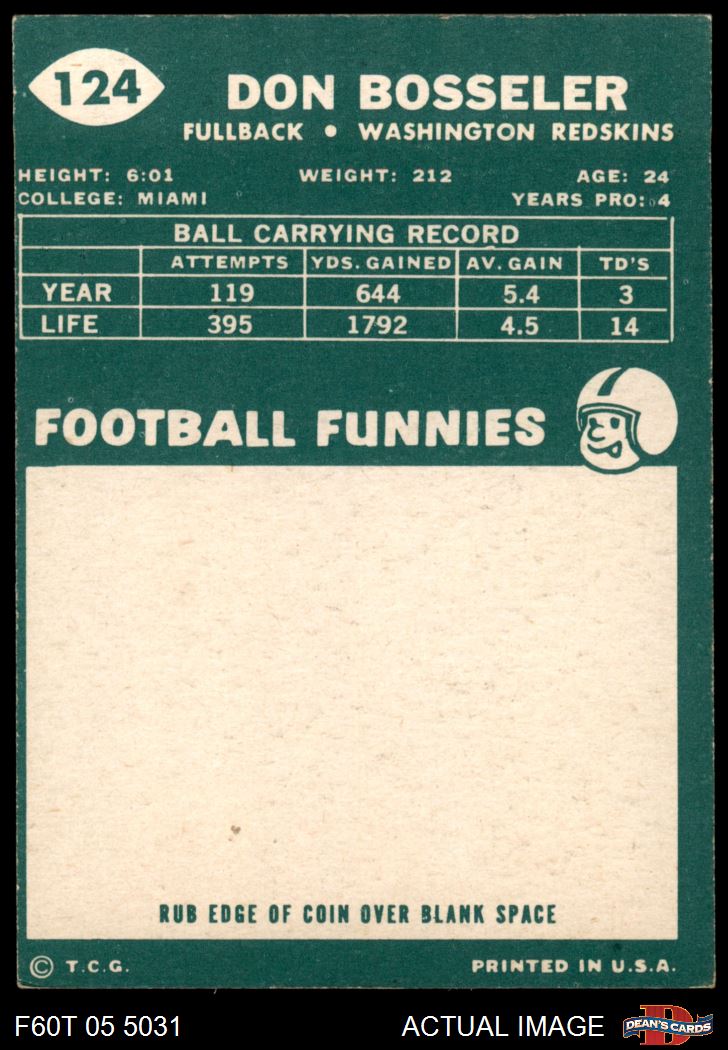 124
DON BOSSELER
FULLBACK • WASHINGTON REDSKINS
HEIGHT: 6:01 WEIGHT: 212 AGE: 24
COLLEGE: MIAMI YEARS PRO: 4
BALL CARRYING RECORD
ATTEMPTS YDS. GAINED AV. GAIN TD'S
YEAR 119 644 5.4 3
LIFE 395 1792 4.5 14
FOOTBALL FUNNIES
RUB EDGE OF COIN OVER BLANK SPACE
© T.C.G. PRINTED IN U.S.A.
F60T 05 5031 ACTUAL IMAGE DEAN'S CARDS